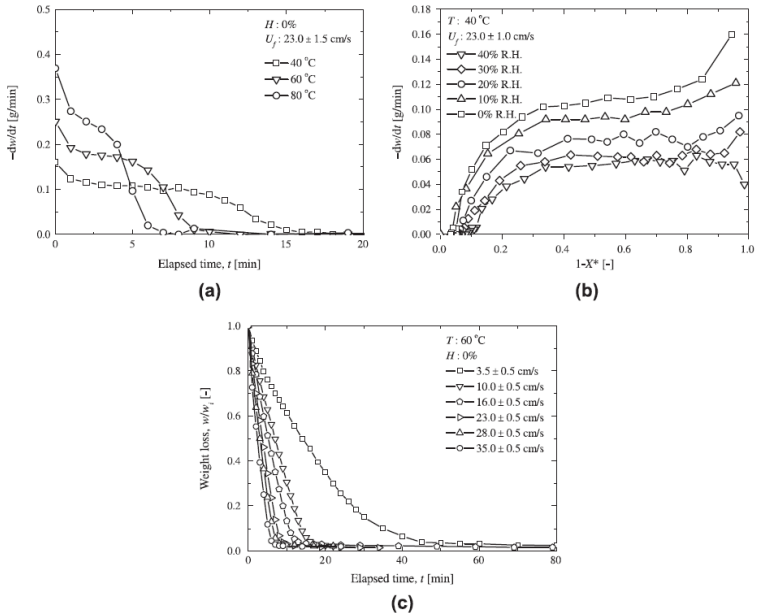 H : 0%
U_f : 23.0 ± 1.5 cm/s
40 °C
60 °C
80 °C
0.5
0.4
0.3
0.2
0.1
0.0
−dw/dt [g/min]
0 5 10 15 20
Elapsed time, t [min]
(a)
T : 40 °C
U_f : 23.0 ± 1.0 cm/s
40% R.H.
30% R.H.
20% R.H.
10% R.H.
0% R.H.
0.18
0.16
0.14
0.12
0.10
0.08
0.06
0.04
0.02
0.00
−dw/dt [g/min]
0.0 0.2 0.4 0.6 0.8 1.0
1-X* [-]
(b)
T : 60 °C
H : 0%
3.5 ± 0.5 cm/s
10.0 ± 0.5 cm/s
16.0 ± 0.5 cm/s
23.0 ± 0.5 cm/s
28.0 ± 0.5 cm/s
35.0 ± 0.5 cm/s
1.0
0.8
0.6
0.4
0.2
0.0
Weight loss, w/w_i [-]
0 20 40 60 80
Elapsed time, t [min]
(c)